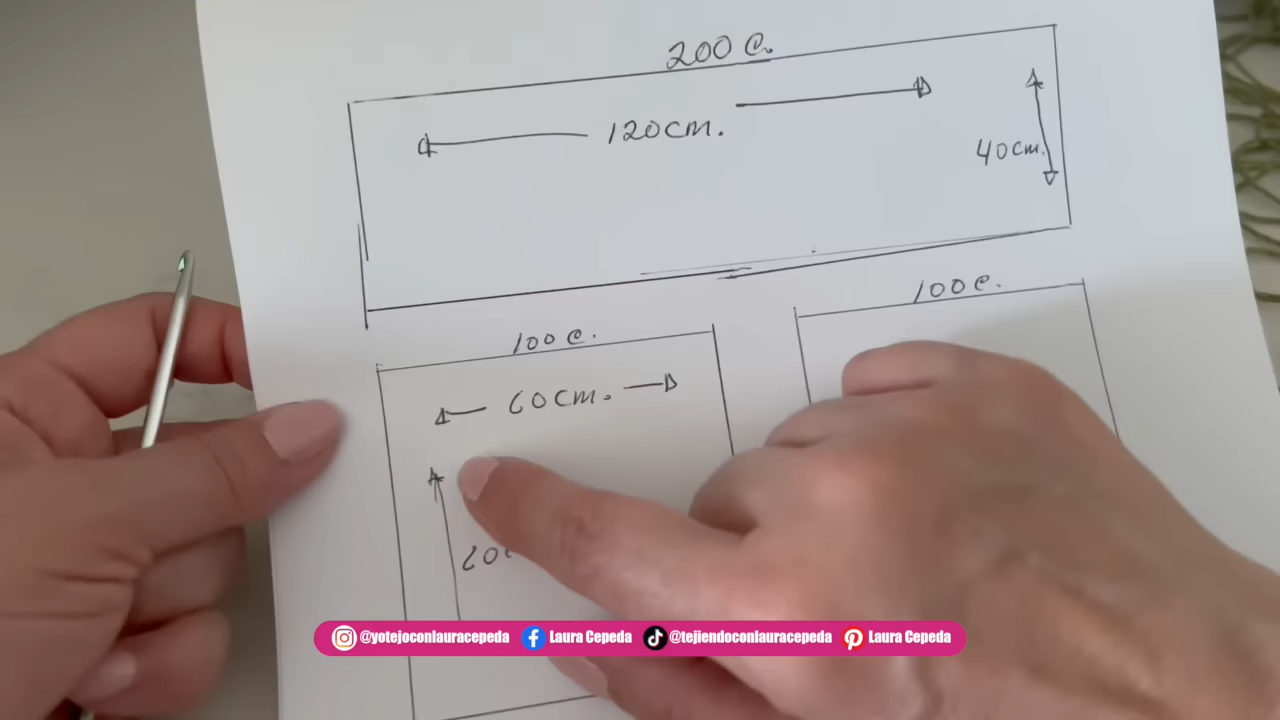 200 c.
120cm.
40cm.
100 c.
100 c.
60cm.
@yotejoconlauracepeda Laura Cepeda @tejiendoconlauracepeda Laura Cepeda